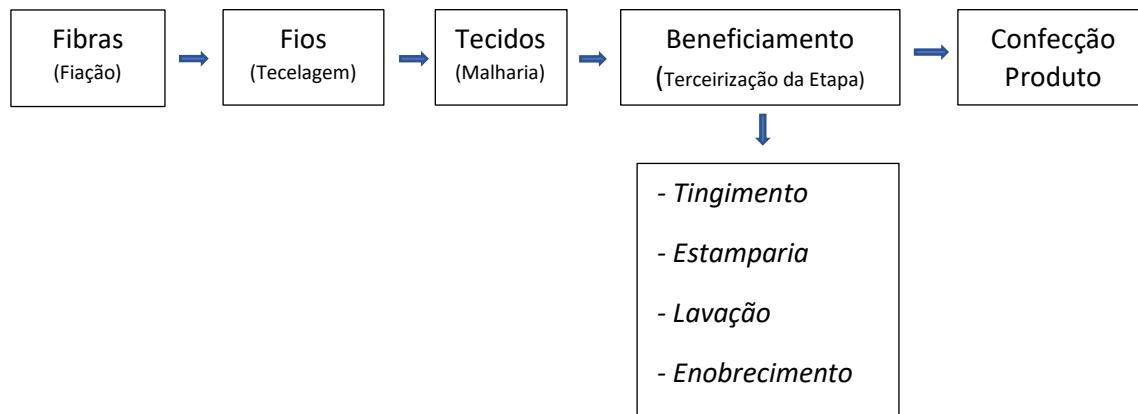 Fibras
(Fiação)
Fios
(Tecelagem)
Tecidos
(Malharia)
Beneficiamento
(Terceirização da Etapa)
Confecção
Produto
- Tingimento
- Estamparia
- Lavação
- Enobrecimento